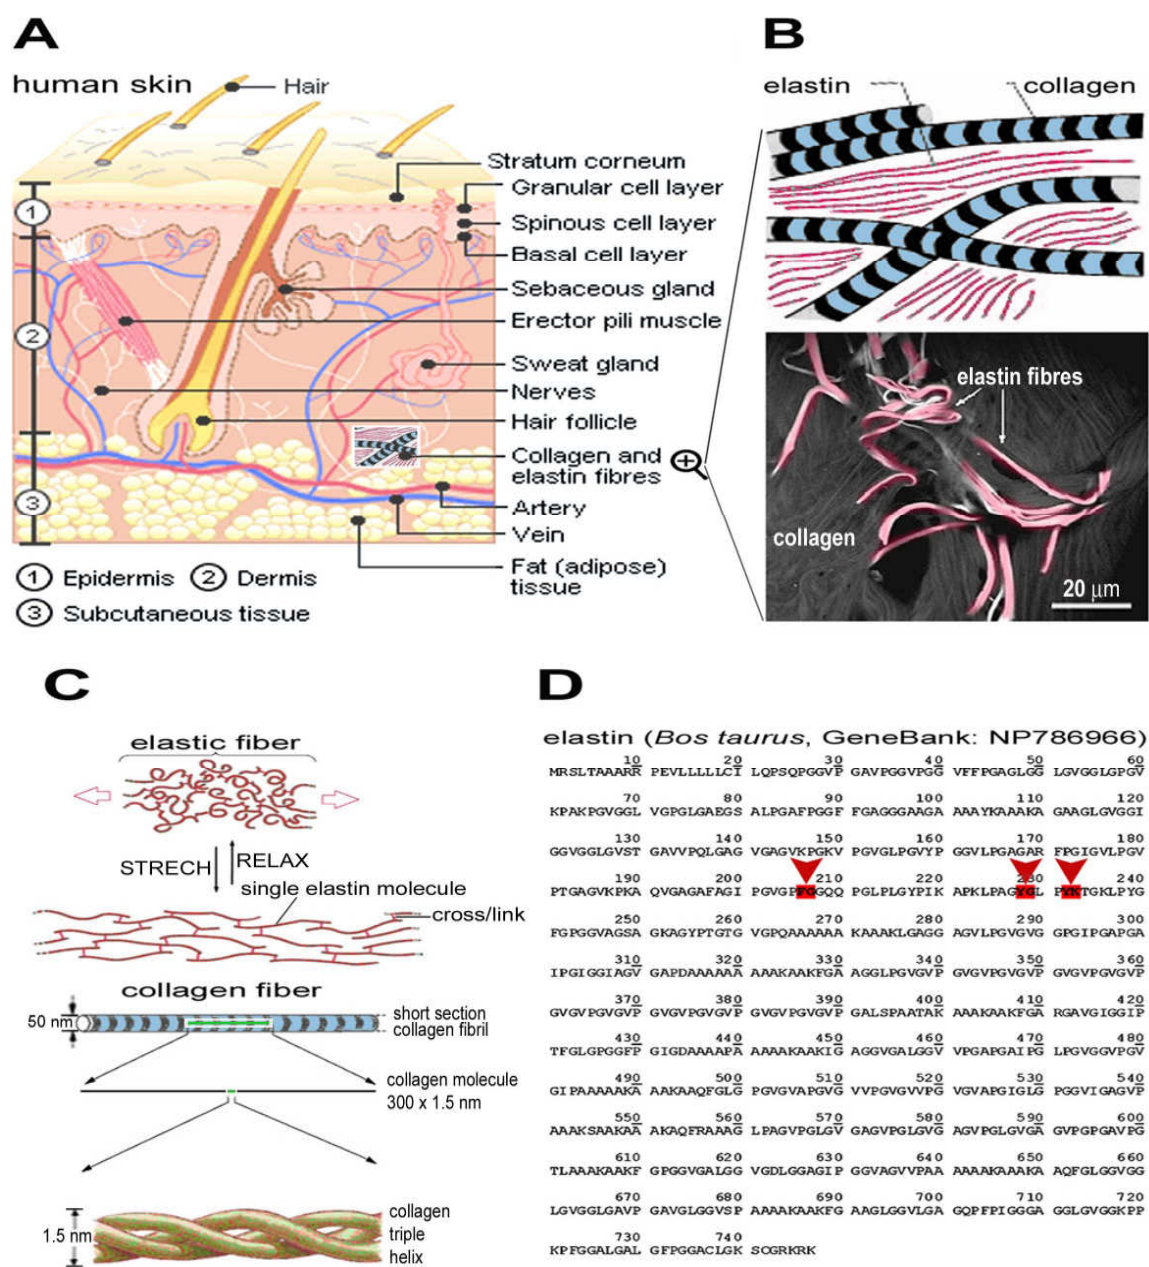 A
human skin
Hair
Stratum corneum
Granular cell layer
Spinous cell layer
Basal cell layer
Sebaceous gland
Erector pili muscle
Sweat gland
Nerves
Hair follicle
Collagen and
elastin fibres
Artery
Vein
Fat (adipose)
tissue
1
2
3
1 Epidermis 2 Dermis
3 Subcutaneous tissue
B
elastin collagen
elastin fibres
collagen
20 µm
C
elastic fiber
STRECH RELAX
single elastin molecule
cross/link
collagen fiber
50 nm
short section
collagen fibril
collagen molecule
300 x 1.5 nm
1.5 nm
collagen
triple
helix
D
elastin (Bos taurus, GeneBank: NP786966)
10 20 30 40 50 60
MRSLTAAARR PEVLLLLLCIL LQPSQPGGVP GAVPGGVPGG VFFPGAGLGG LGVGGLGPGV
70 80 90 100 110 120
KPAKPGVGGL VGPGLGAEGS ALPGAFPGGF FGAGGGAAGA AAAYKAAAKA GAAGLGVGGI
130 140 150 160 170 180
GGVGGLGVST GAVVPQLGAG VGAGVKPGKV PGVGLPGVYP GGVLPGAGAR FPGIGVLPGV
190 200 210 220 230 240
PTGAGVKPKA QVGAGAFAGI PGVGPFGGQQ PGLPLGYPIK APKLPAGYGL PYKTGKLPYG
250 260 270 280 290 300
FGPGGVAGSA GKAGYPTGTG VGPQAAAAAA KAAAKLGAGG AGVLPGVGVG GPGIPGAPGA
310 320 330 340 350 360
IPGIGGIAGV GAPDAAAAAA AAAKAAKFGA AGGLPGVGVP GVGVPGVGVP GVGVPGVGVP
370 380 390 400 410 420
GVGVPGVGVP GVGVPGVGVP GVGVPGVGVP GALSPAATAK AAAKAAKFGA RGAVGIGGIP
430 440 450 460 470 480
TFGLGPGGFP GIGDAAAAPA AAAAKAAKIG AGGVGALGGV VPGAPGAIPG LPGVGGVPGV
490 500 510 520 530 540
GIPAAAAAKA AAKAAQFGLG PGVGVAPGVG VVPGVGVVPG VGVAPGIGLG PGGVIGAGVP
550 560 570 580 590 600
AAAKSAAKAA AKAQFRAAAG LPAGVPGLGV GAGVPGLGVG AGVPGLGVGA GVPGPGAVPG
610 620 630 640 650 660
TLAAAKAAKF GPGGVGALGG VGDLGGAGIP GGVAGVVPAA AAAAKAAAKA AQFGLGGVGG
670 680 690 700 710 720
LGVGGLGAVP GAVGLGGVSP AAAAKAAKFG AAGLGGVLGA GQPFPIGGGA GGLGVGGKPP
730 740
KPFGGALGAL GFPGGACLGK SCGRKRK